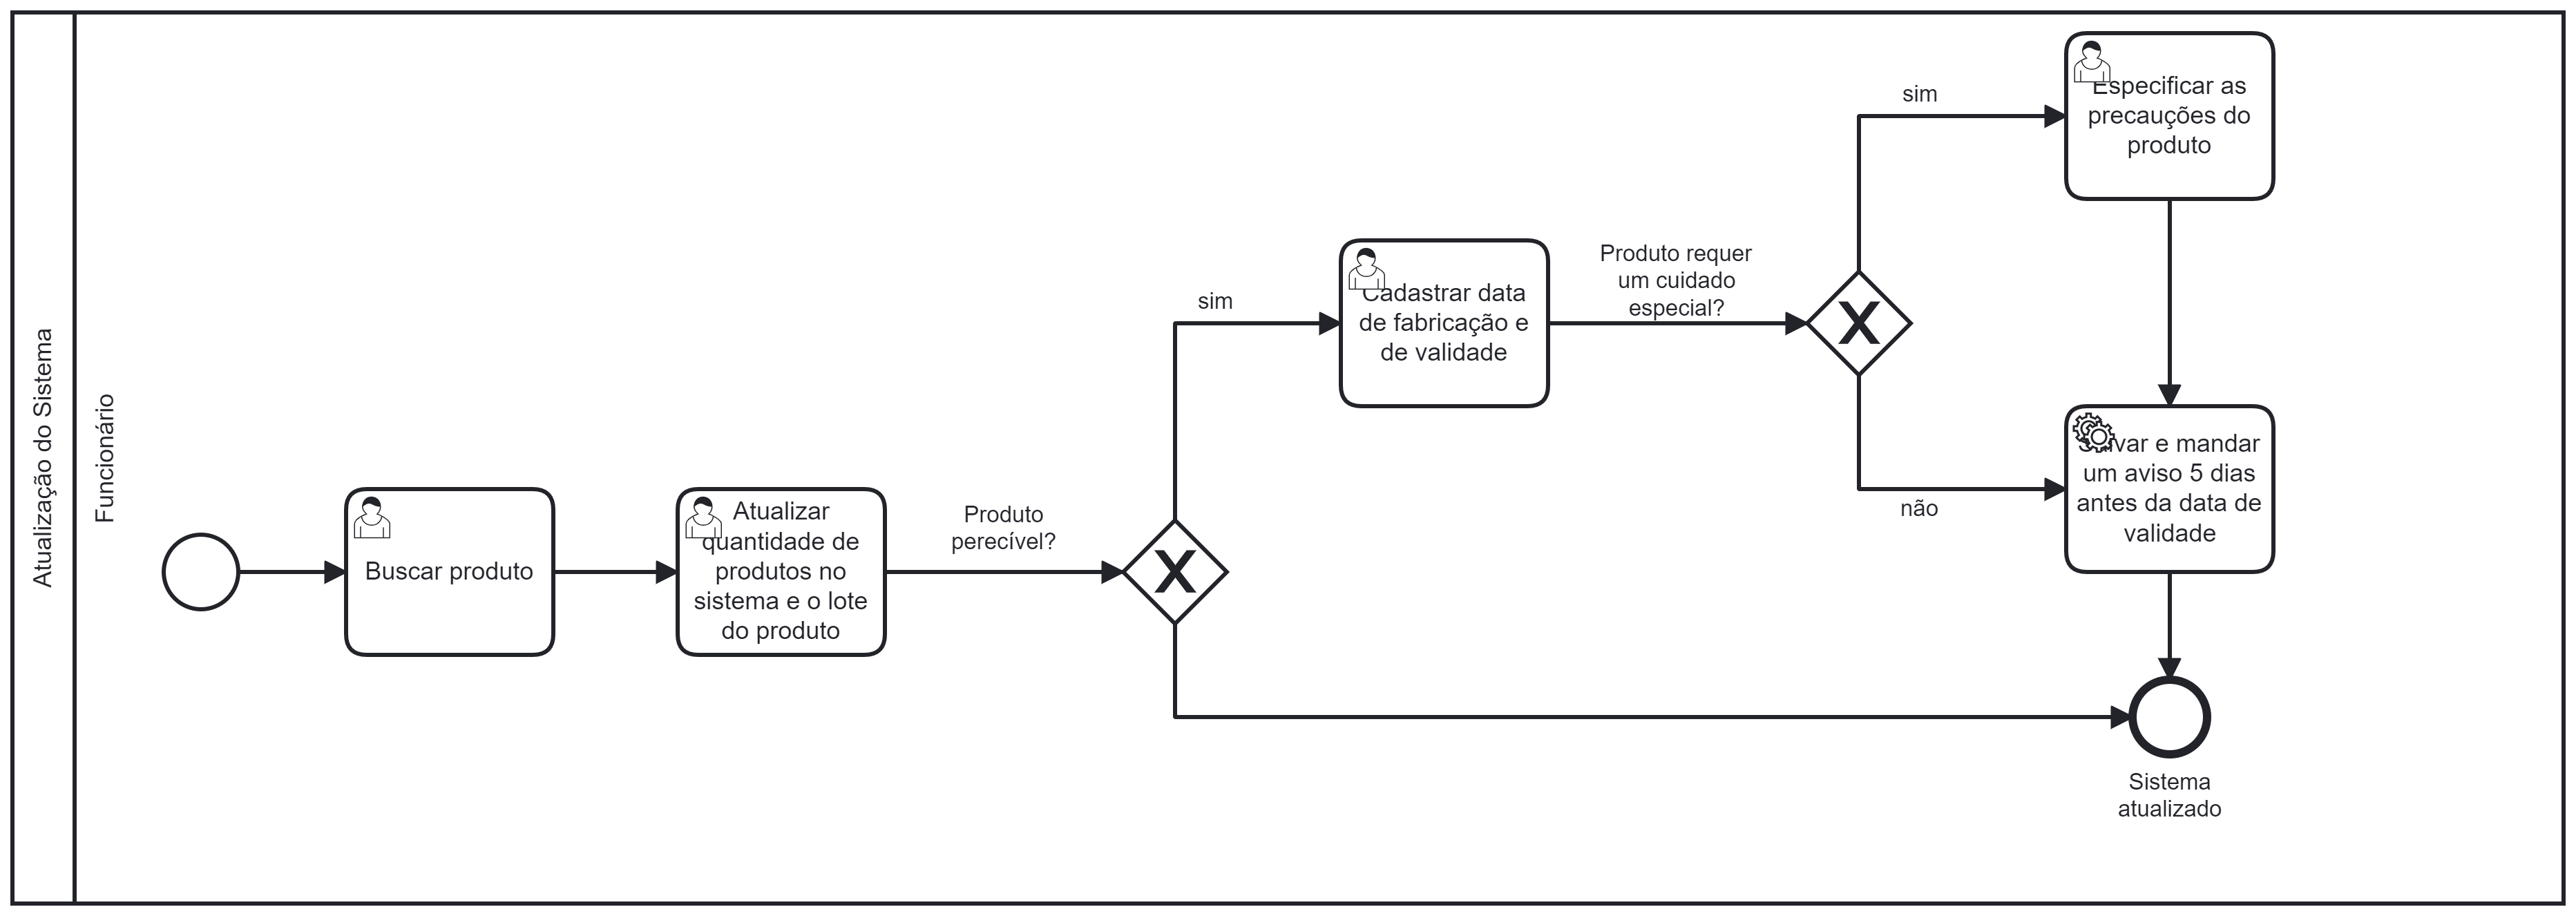 Atualização do Sistema
Funcionário
Buscar produto
Atualizar
quantidade de
produtos no
sistema e o lote
do produto
Produto
perecível?
sim
Cadastrar data
de fabricação e
de validade
Produto requer
um cuidado
especial?
sim
Especificar as
precauções do
produto
não
Salvar e mandar
um aviso 5 dias
antes da data de
validade
Sistema
atualizado